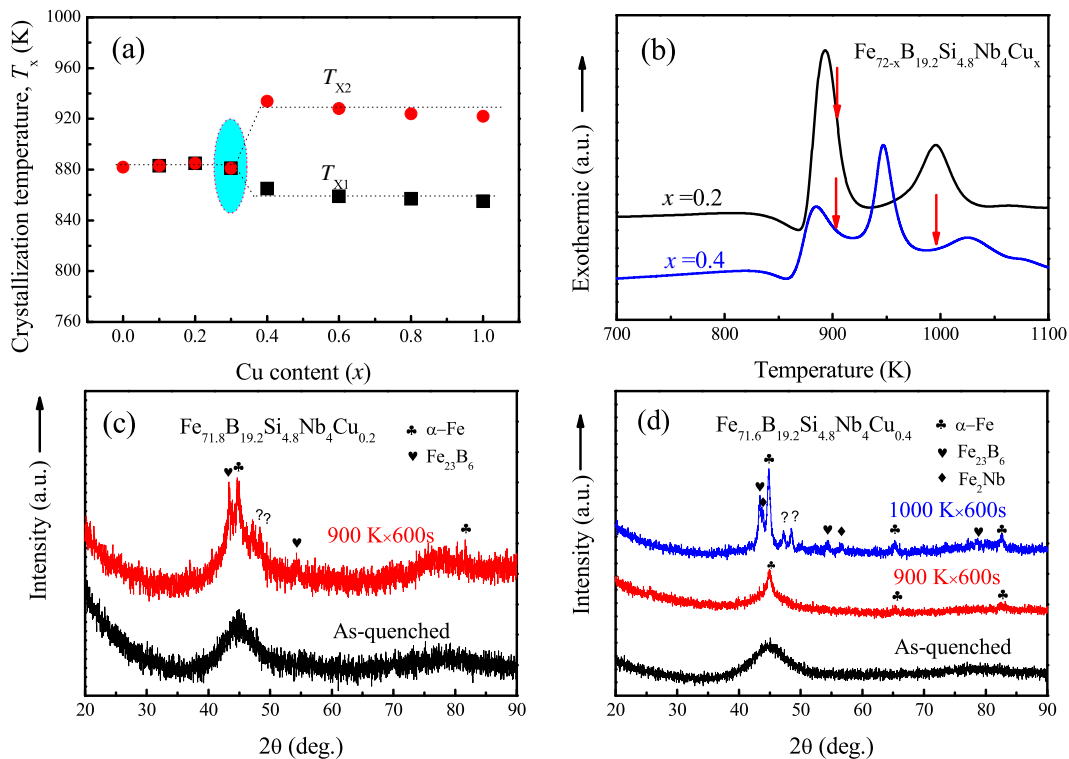 (a)
Crystallization temperature, Tx (K)
1000
960
920
880
840
800
760
TX2
TX1
0.0 0.2 0.4 0.6 0.8 1.0
Cu content (x)
(b)
Fe72-xB19.2Si4.8Nb4Cux
Exothermic (a.u.)
x =0.2
x =0.4
700 800 900 1000 1100
Temperature (K)
(c)
Fe71.8B19.2Si4.8Nb4Cu0.2
♣ α–Fe
♥ Fe23B6
Intensity (a.u.)
♥ ♣
??
♥
♣
900 K×600s
As-quenched
20 30 40 50 60 70 80 90
2θ (deg.)
(d)
Fe71.6B19.2Si4.8Nb4Cu0.4
♣ α–Fe
♥ Fe23B6
♦ Fe2Nb
Intensity (a.u.)
♣
♥
♦
? ?
♥ ♦ ♣ ♥ ♣
1000 K×600s
900 K×600s
♣ ♣ ♣
As-quenched
20 30 40 50 60 70 80 90
2θ (deg.)